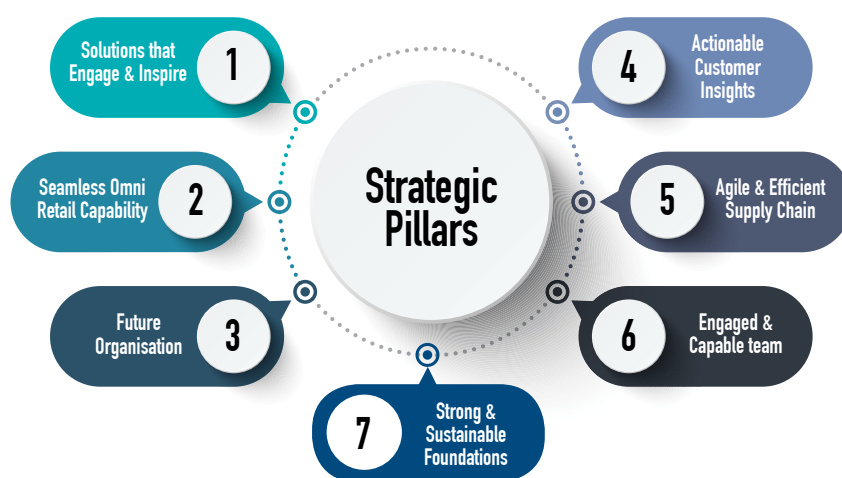 Strategic
Pillars
1
Solutions that
Engage & Inspire
2
Seamless Omni
Retail Capability
3
Future
Organisation
4
Actionable
Customer
Insights
5
Agile & Efficient
Supply Chain
6
Engaged &
Capable team
7
Strong &
Sustainable
Foundations